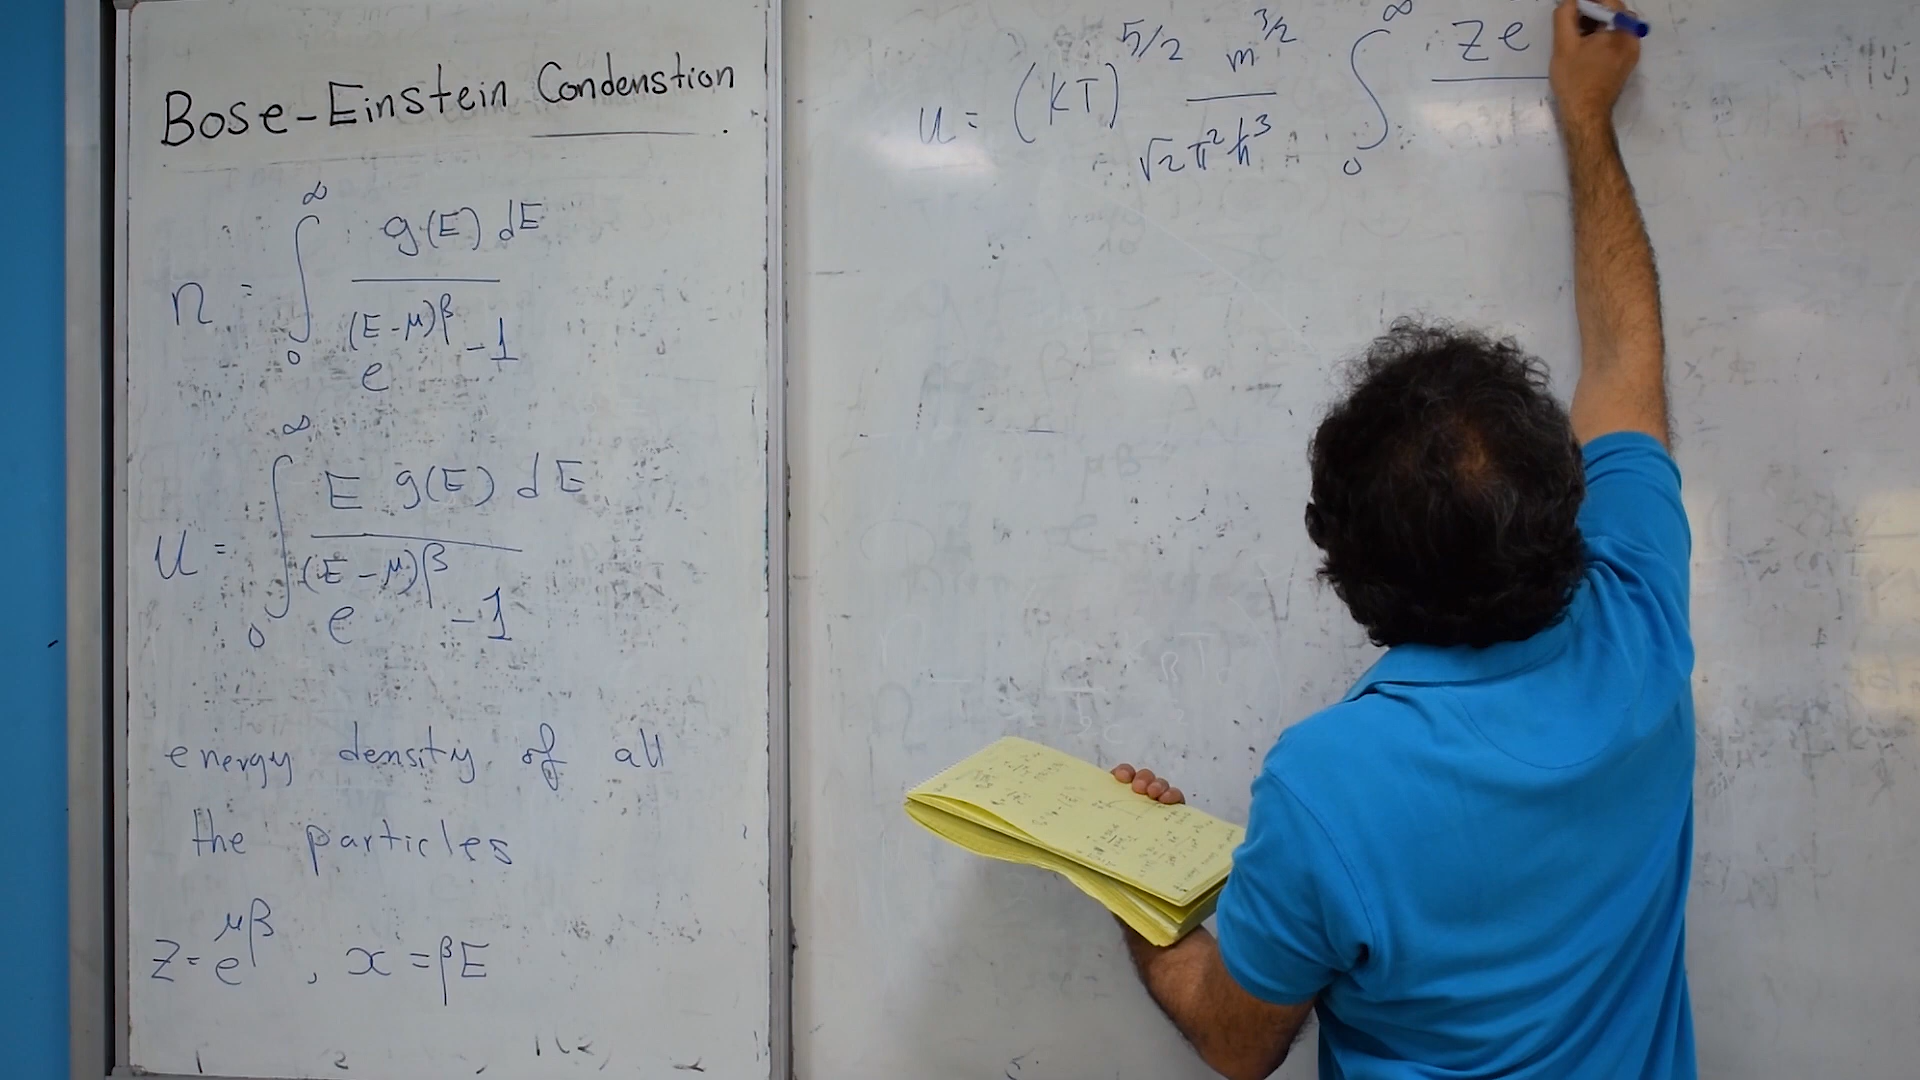 Bose-Einstein Condenstion
n = ∫₀^∞ g(E) dE / e^(E-μ)β -1
u = ∫₀^∞ E g(E) dE / e^(E-μ)β -1
energy density of all
the particles
z = e^μβ , x = βE
u = (KT)^5/2 m^3/2 / √2 π² ħ³ ∫₀^∞ z e